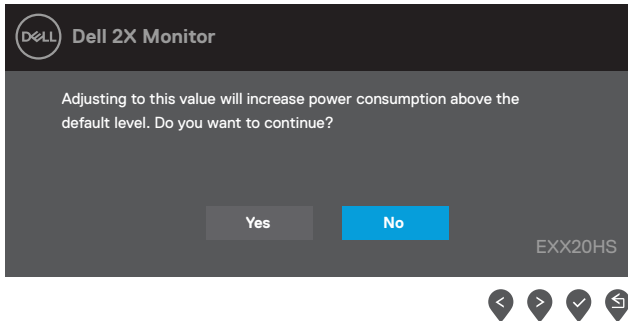 DELL Dell 2X Monitor
Adjusting to this value will increase power consumption above the
default level. Do you want to continue?
Yes No
EXX20HS